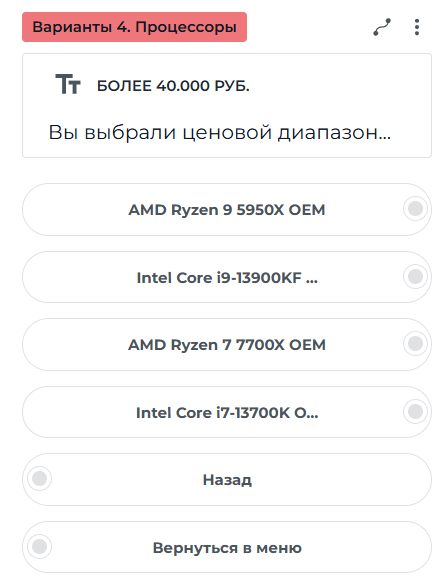 Варианты 4. Процессоры
БОЛЕЕ 40.000 РУБ.
Вы выбрали ценовой диапазон...
AMD Ryzen 9 5950X OEM
Intel Core i9-13900KF ...
AMD Ryzen 7 7700X OEM
Intel Core i7-13700K O...
Назад
Вернуться в меню